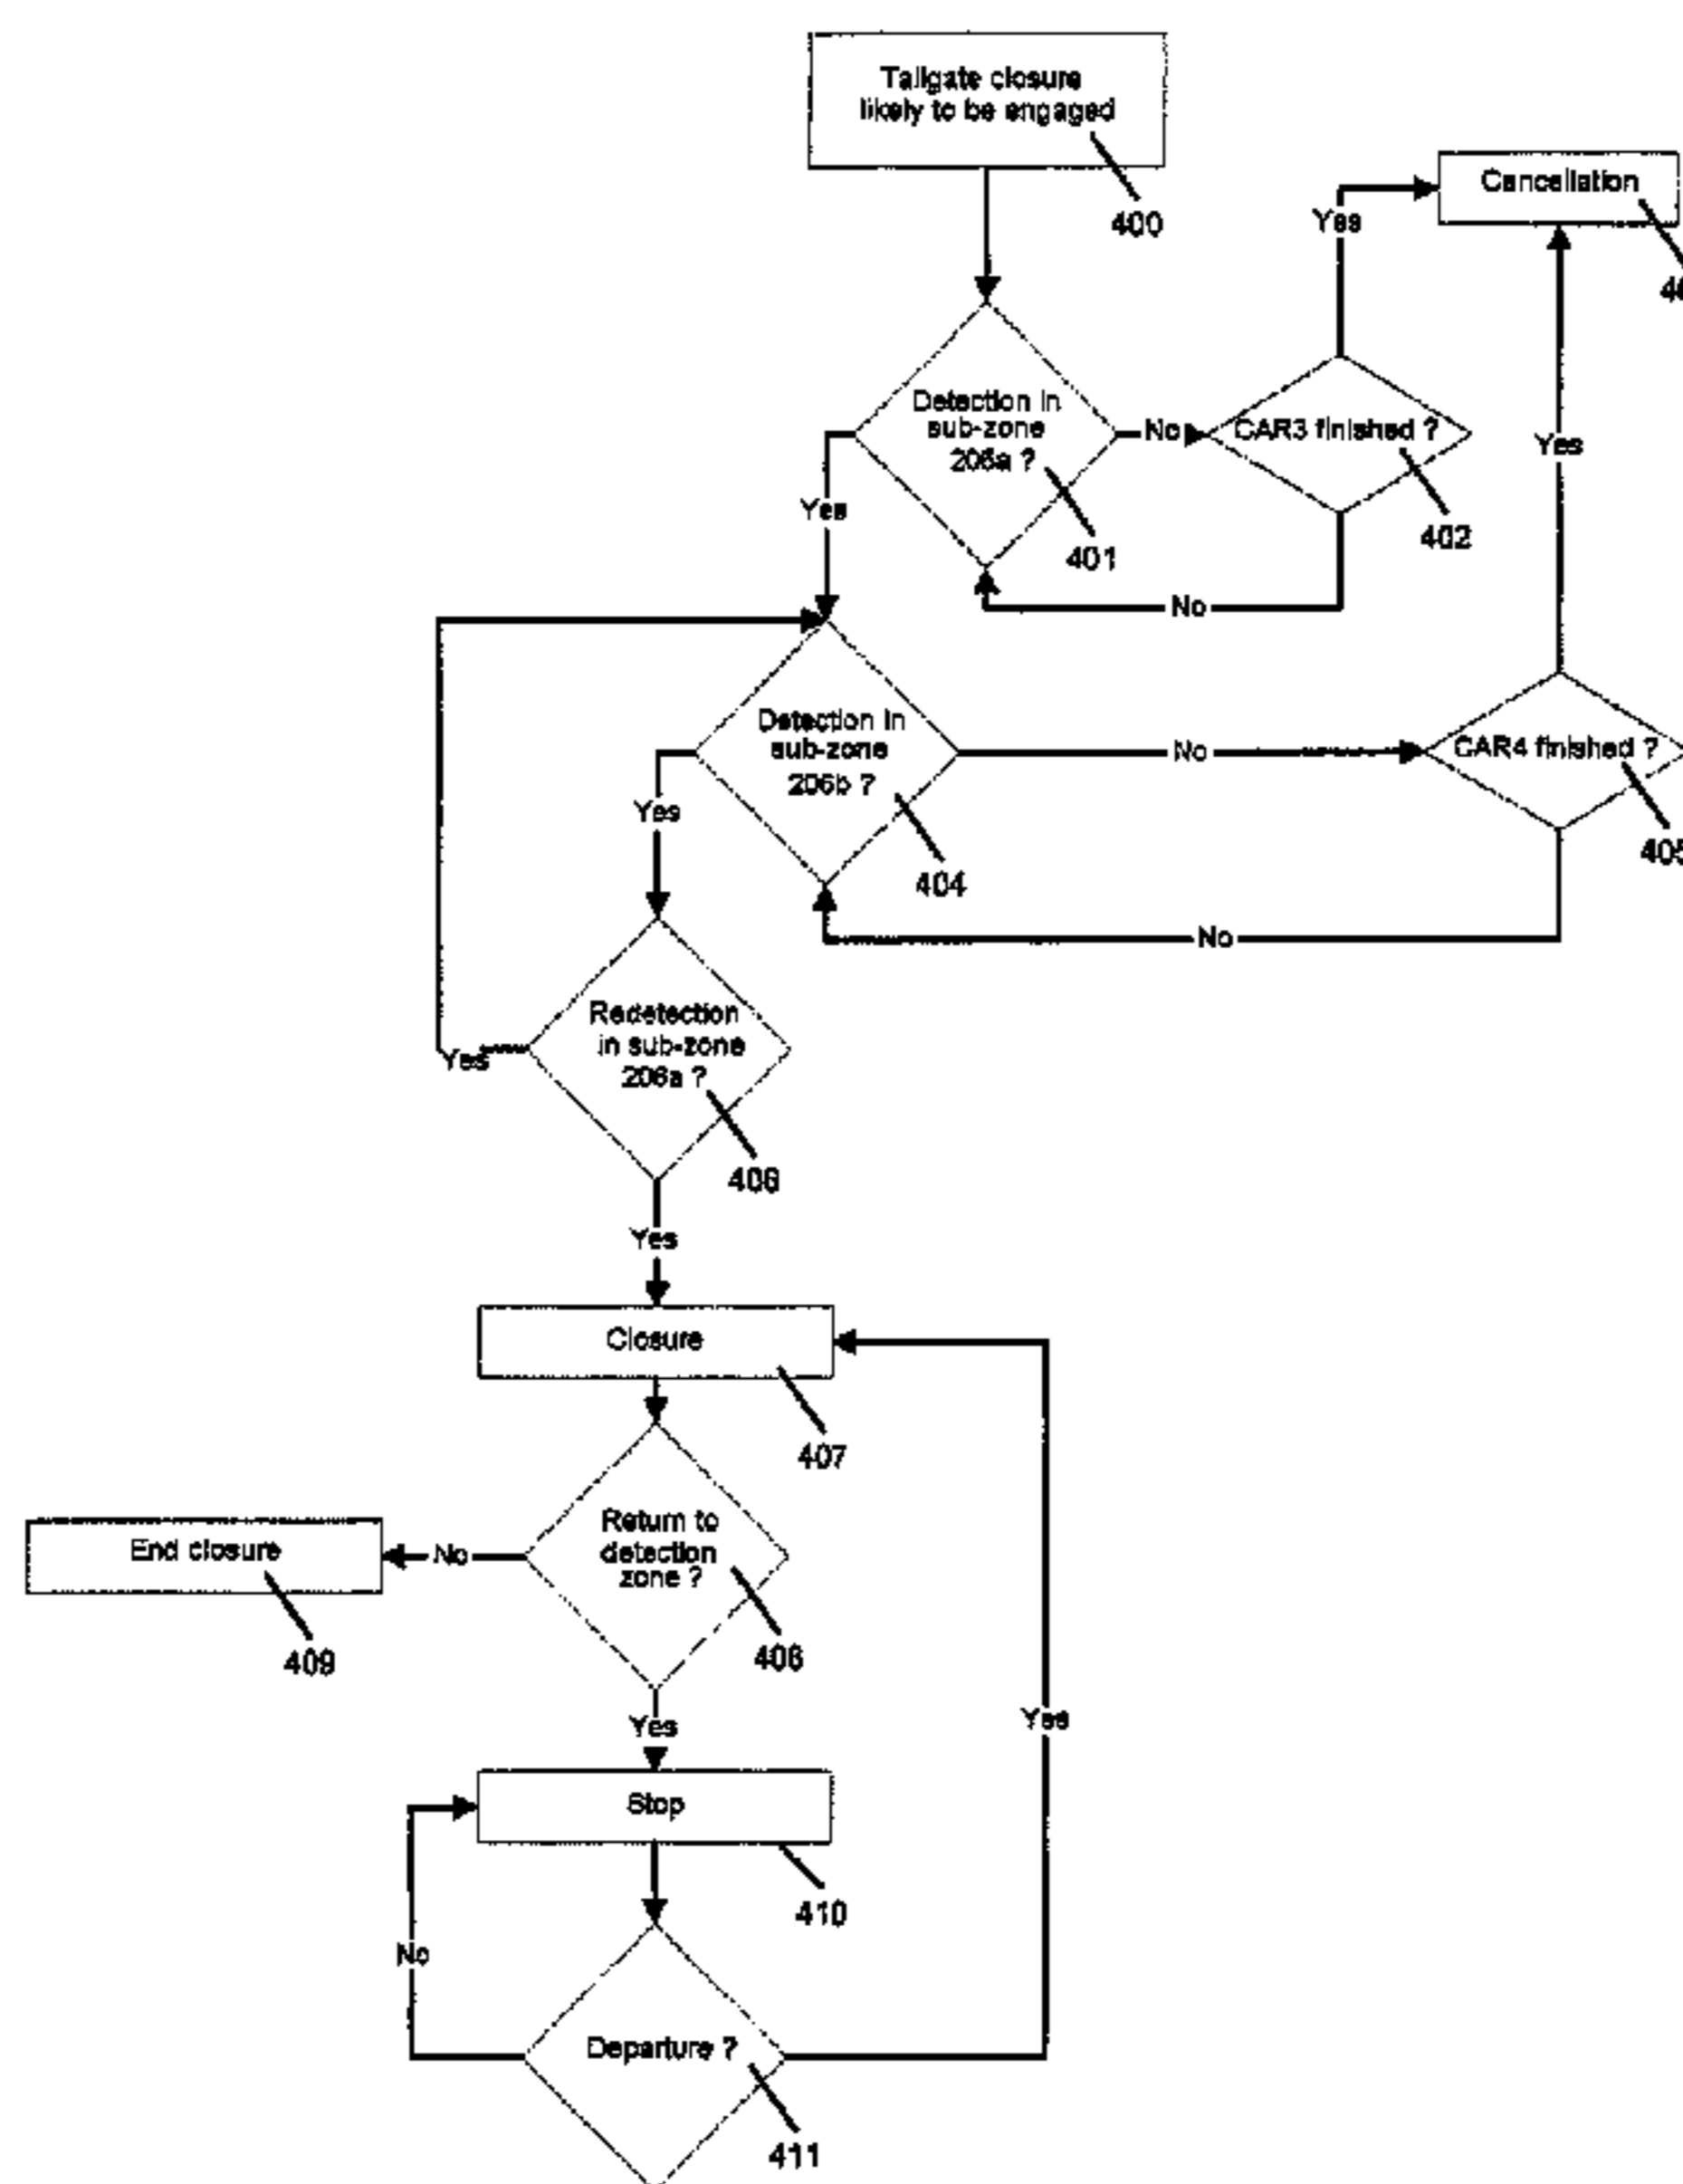 Tailgate closure
likely to be engaged
400
Cancellation
Yes
Detection in
sub-zone
206a ?
No
CAR3 finished ?
402
401
Yes
No
Yes
Detection in
sub-zone
206b ?
No
CAR4 finished ?
405
404
Yes
No
Redetection
in sub-zone
206a ?
Yes
406
Yes
Closure
407
Return to
detection
zone ?
End closure
No
409
Yes
Yes
Stop
410
No
Departure ?
411